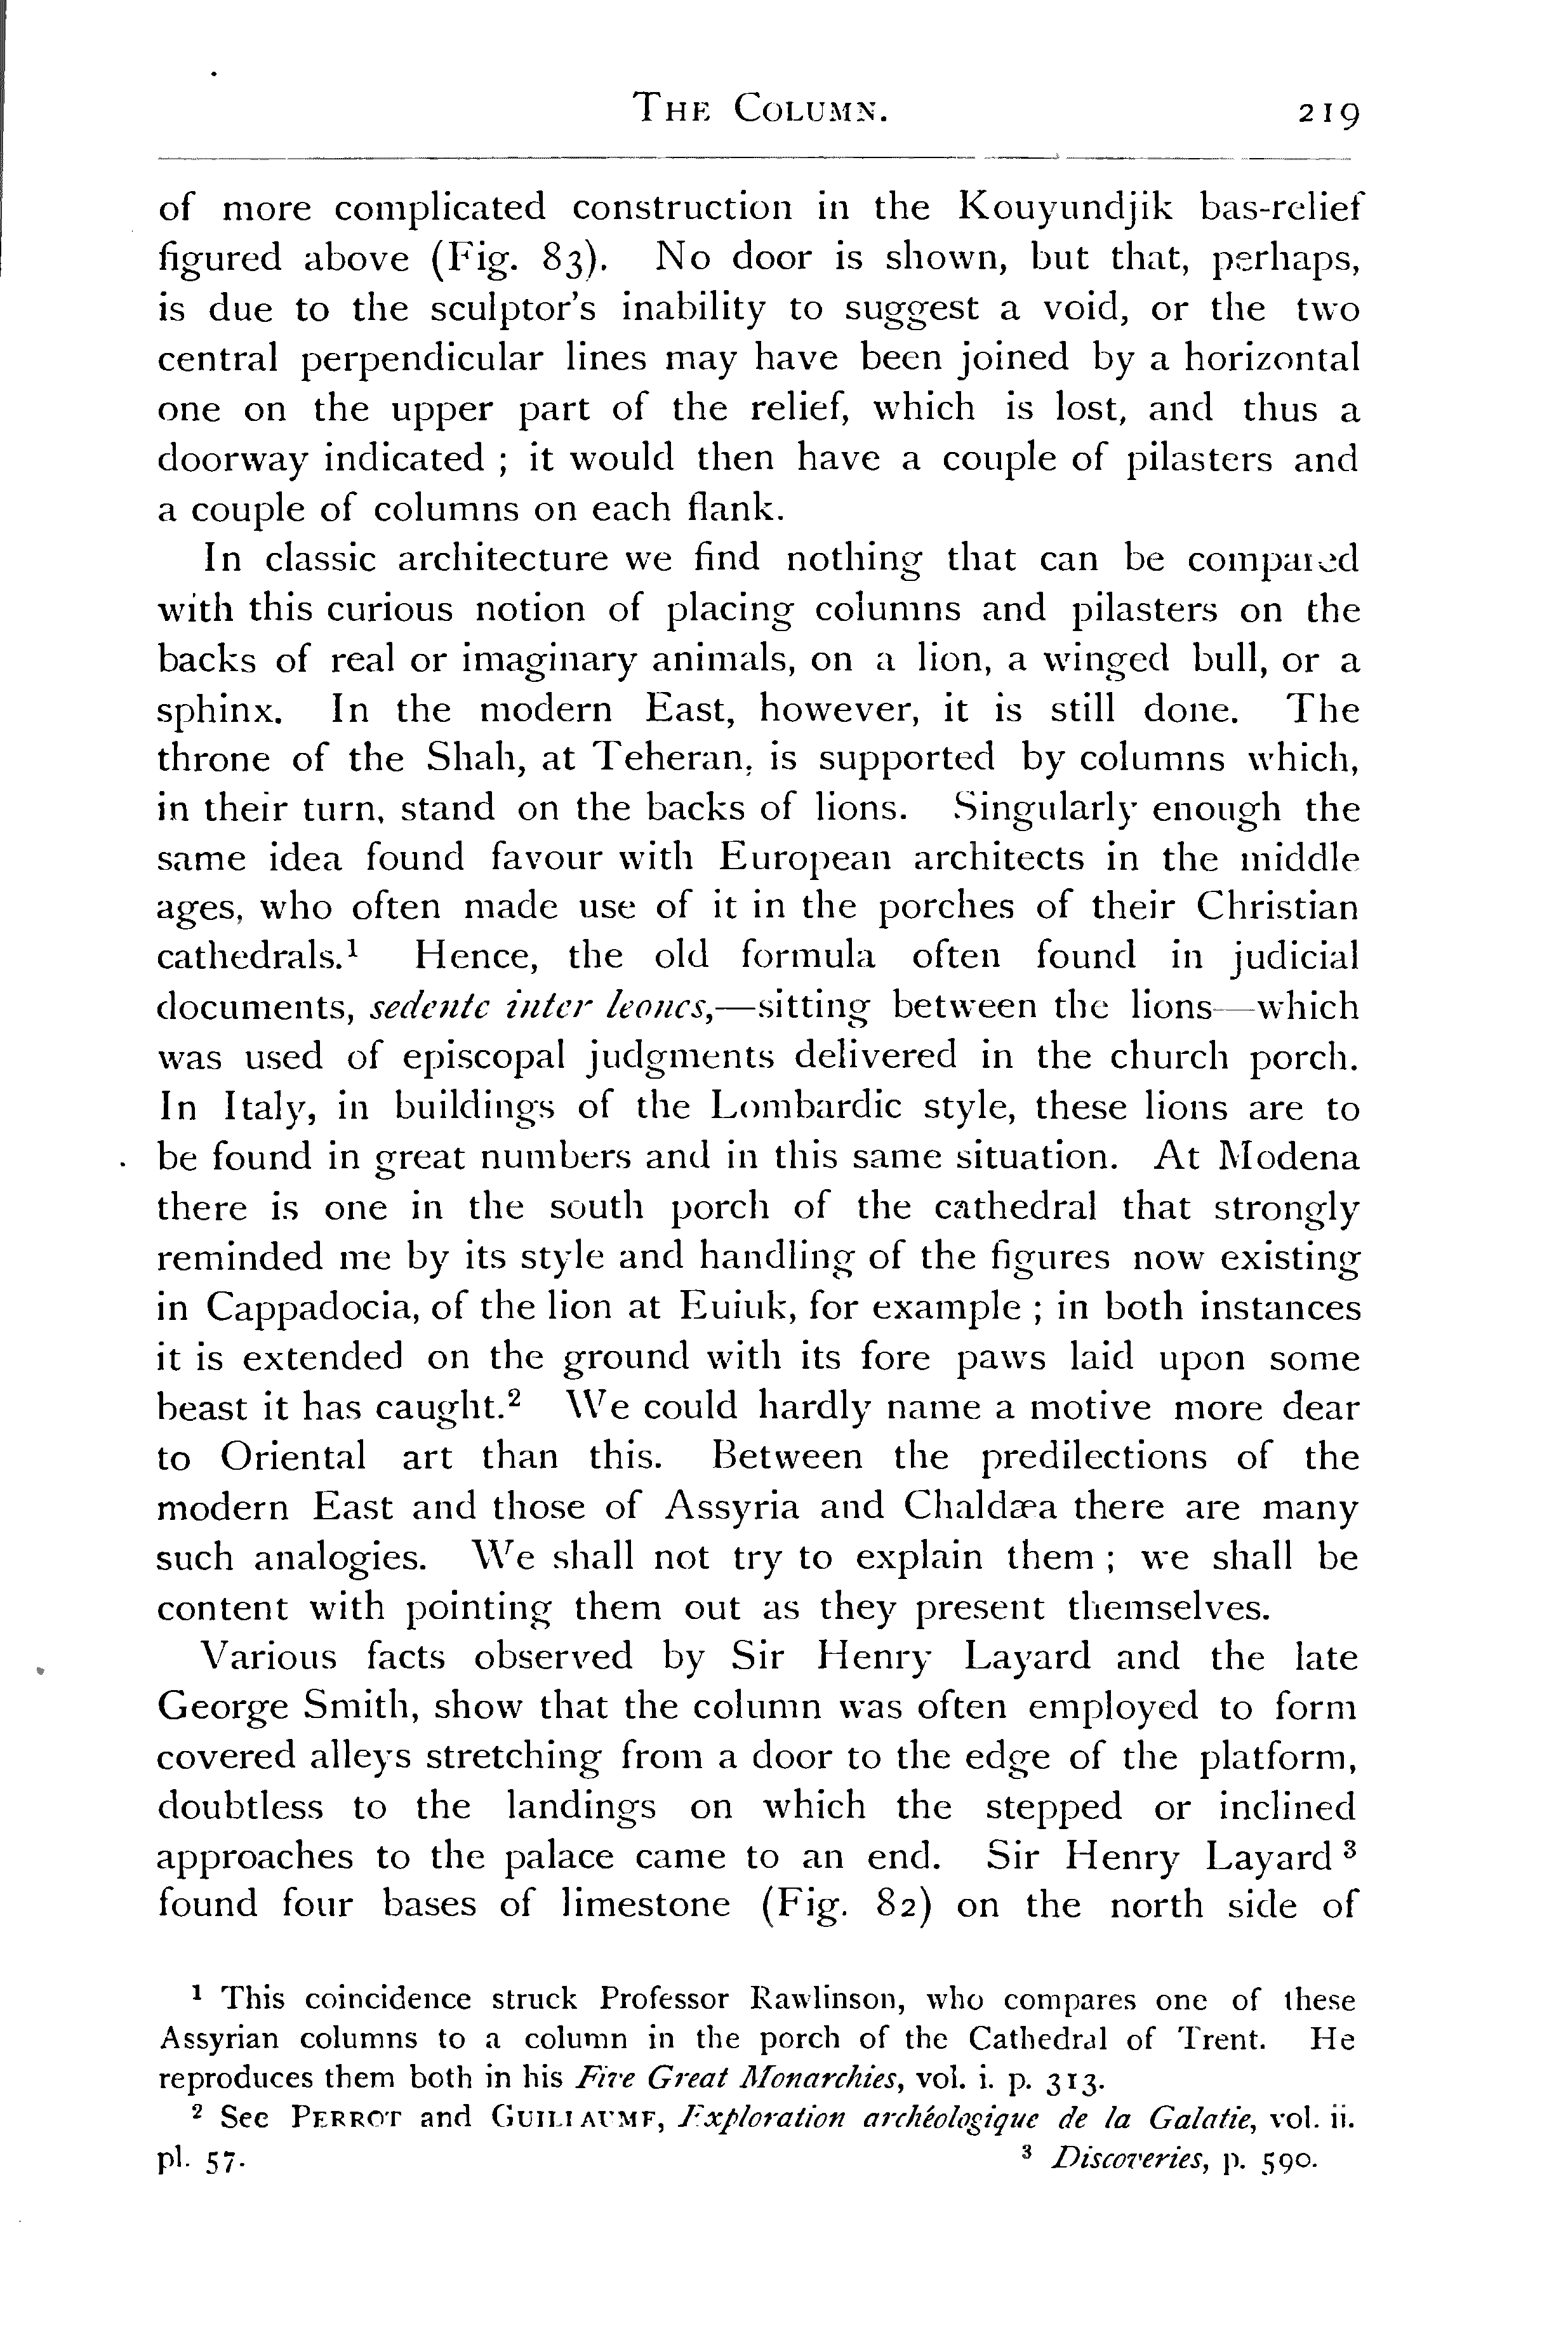 THE COLUMN. 219
of more complicated construction in the Kouyundjik bas-relief
figured above (Fig. 83). No door is shown, but that, perhaps,
is due to the sculptor's inability to suggest a void, or the two
central perpendicular lines may have been joined by a horizontal
one on the upper part of the relief, which is lost, and thus a
doorway indicated ; it would then have a couple of pilasters and
a couple of columns on each flank.
In classic architecture we find nothing that can be compared
with this curious notion of placing columns and pilasters on the
backs of real or imaginary animals, on a lion, a winged bull, or a
sphinx. In the modern East, however, it is still done. The
throne of the Shah, at Teheran, is supported by columns which,
in their turn, stand on the backs of lions. Singularly enough the
same idea found favour with European architects in the middle
ages, who often made use of it in the porches of their Christian
cathedrals.¹ Hence, the old formula often found in judicial
documents, sedente inter leones,—sitting between the lions—which
was used of episcopal judgments delivered in the church porch.
In Italy, in buildings of the Lombardic style, these lions are to
be found in great numbers and in this same situation. At Modena
there is one in the south porch of the cathedral that strongly
reminded me by its style and handling of the figures now existing
in Cappadocia, of the lion at Euiuk, for example ; in both instances
it is extended on the ground with its fore paws laid upon some
beast it has caught.² We could hardly name a motive more dear
to Oriental art than this. Between the predilections of the
modern East and those of Assyria and Chaldæa there are many
such analogies. We shall not try to explain them ; we shall be
content with pointing them out as they present themselves.
Various facts observed by Sir Henry Layard and the late
George Smith, show that the column was often employed to form
covered alleys stretching from a door to the edge of the platform,
doubtless to the landings on which the stepped or inclined
approaches to the palace came to an end. Sir Henry Layard ³
found four bases of limestone (Fig. 82) on the north side of
¹ This coincidence struck Professor Rawlinson, who compares one of these
Assyrian columns to a column in the porch of the Cathedral of Trent. He
reproduces them both in his Five Great Monarchies, vol. i. p. 313.
² See PERROT and GUILLAUME, Exploration archéologique de la Galatie, vol. ii.
pl. 57. ³ Discoveries, p. 590.